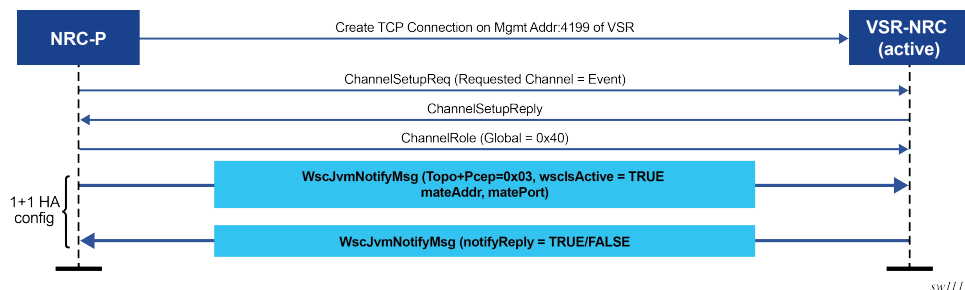 NRC-P
Create TCP Connection on Mgmt Addr:4199 of VSR
VSR-NRC
(active)
ChannelSetupReq (Requested Channel = Event)
ChannelSetupReply
ChannelRole (Global = 0x40)
1+1 HA
config
WscJvmNotifyMsg (Topo+Pcep=0x03, wscIsActive = TRUE
mateAddr, matePort)
WscJvmNotifyMsg (notifyReply = TRUE/FALSE
sw1111